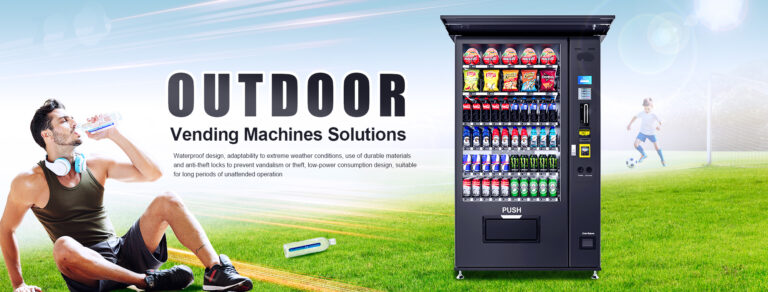 OUTDOOR
Vending Machines Solutions
Waterproof design, adaptability to extreme weather conditions, use of durable materials
and anti-theft locks to prevent vandalism or theft, low-power consumption design, suitable
for long periods of unattended operation
PUSH